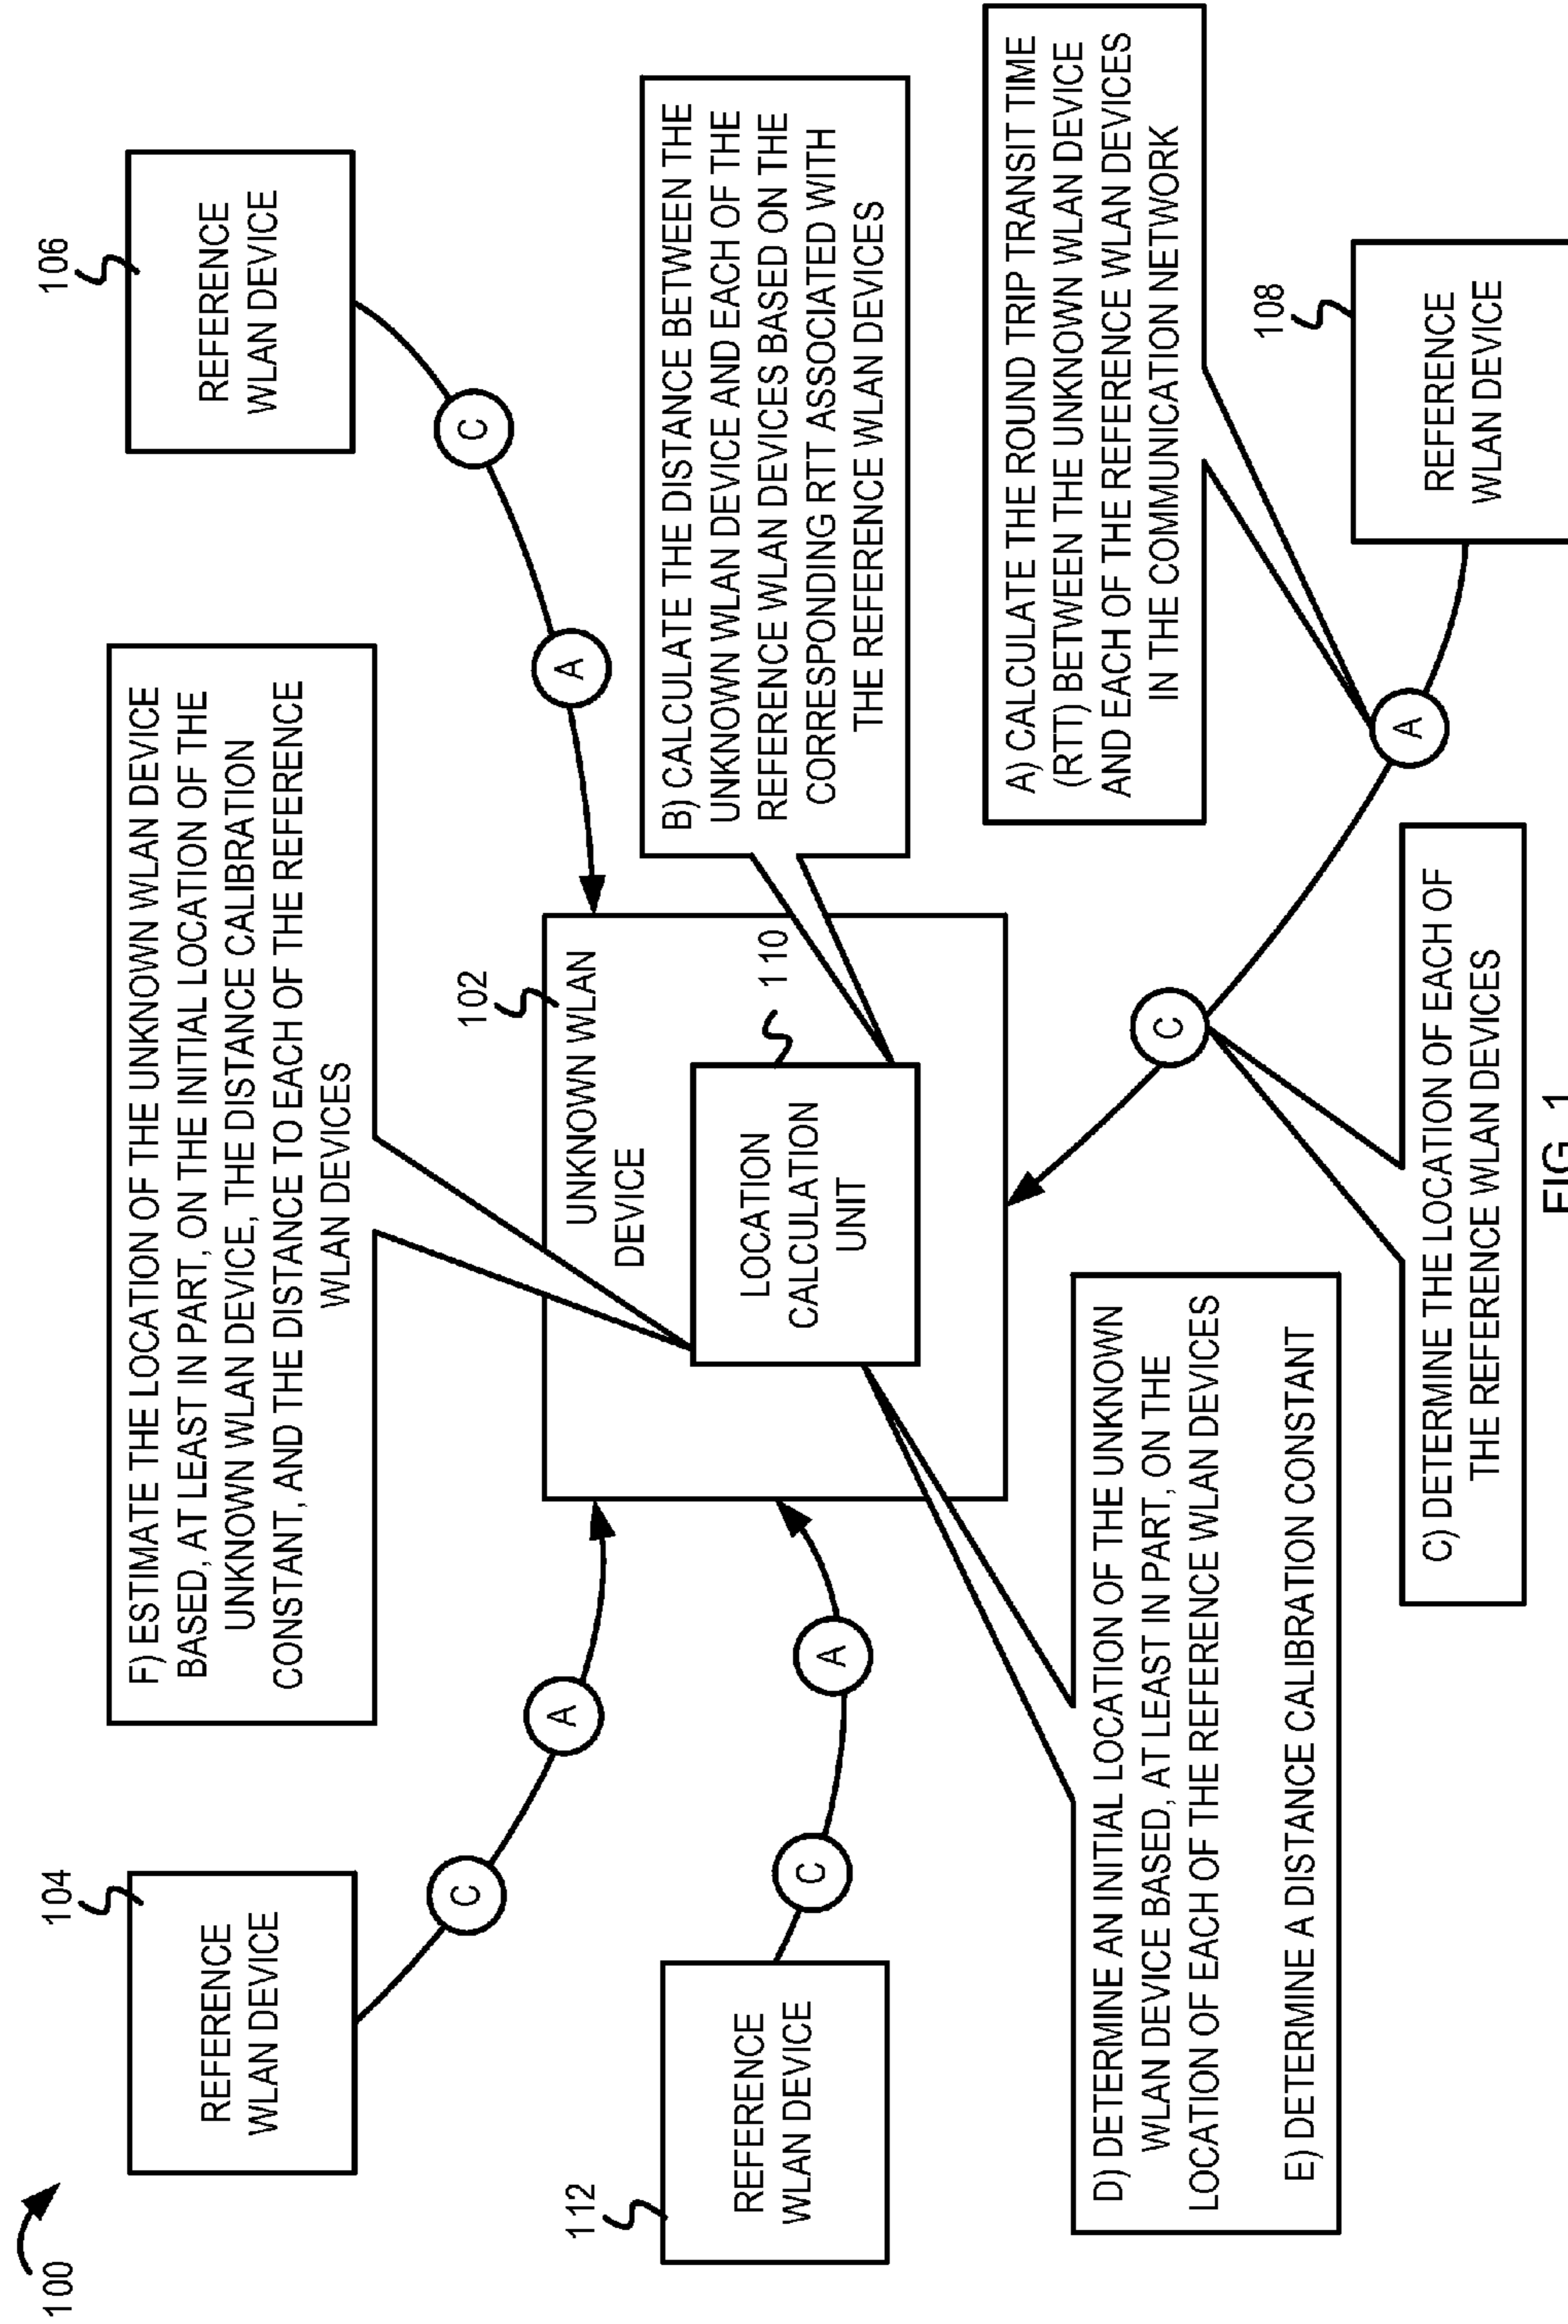 100
104
REFERENCE
WLAN DEVICE
106
REFERENCE
WLAN DEVICE
F) ESTIMATE THE LOCATION OF THE UNKNOWN WLAN DEVICE
BASED, AT LEAST IN PART, ON THE INITIAL LOCATION OF THE
UNKNOWN WLAN DEVICE, THE DISTANCE CALIBRATION
CONSTANT, AND THE DISTANCE TO EACH OF THE REFERENCE
WLAN DEVICES
C
A
C
A
102
UNKNOWN WLAN
DEVICE
110
LOCATION
CALCULATION
UNIT
112
REFERENCE
WLAN DEVICE
C
A
B) CALCULATE THE DISTANCE BETWEEN THE
UNKNOWN WLAN DEVICE AND EACH OF THE
REFERENCE WLAN DEVICES BASED ON THE
CORRESPONDING RTT ASSOCIATED WITH
THE REFERENCE WLAN DEVICES
D) DETERMINE AN INITIAL LOCATION OF THE UNKNOWN
WLAN DEVICE BASED, AT LEAST IN PART, ON THE
LOCATION OF EACH OF THE REFERENCE WLAN DEVICES
E) DETERMINE A DISTANCE CALIBRATION CONSTANT
A) CALCULATE THE ROUND TRIP TRANSIT TIME
(RTT) BETWEEN THE UNKNOWN WLAN DEVICE
AND EACH OF THE REFERENCE WLAN DEVICES
IN THE COMMUNICATION NETWORK
C
A
108
REFERENCE
WLAN DEVICE
C) DETERMINE THE LOCATION OF EACH OF
THE REFERENCE WLAN DEVICES
FIG. 1